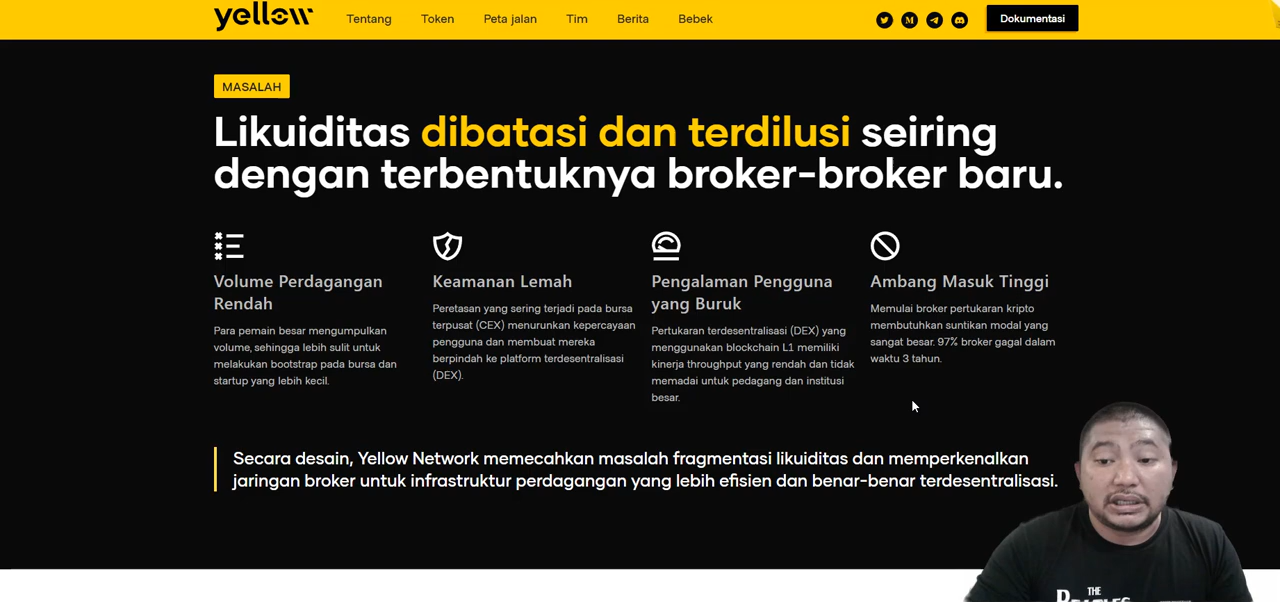 yellow
Tentang Token Peta jalan Tim Berita Bebek
M
Dokumentasi
MASALAH
Likuiditas dibatasi dan terdilusi seiring
dengan terbentuknya broker-broker baru.
Volume Perdagangan
Rendah
Para pemain besar mengumpulkan
volume, sehingga lebih sulit untuk
melakukan bootstrap pada bursa dan
startup yang lebih kecil.
Keamanan Lemah
Peretasan yang sering terjadi pada bursa
terpusat (CEX) menurunkan kepercayaan
pengguna dan membuat mereka
berpindah ke platform terdesentralisasi
(DEX).
Pengalaman Pengguna
yang Buruk
Pertukaran terdesentralisasi (DEX) yang
menggunakan blockchain L1 memiliki
kinerja throughput yang rendah dan tidak
memadai untuk pedagang dan institusi
besar.
Ambang Masuk Tinggi
Memulai broker pertukaran kripto
membutuhkan suntikan modal yang
sangat besar. 97% broker gagal dalam
waktu 3 tahun.
Secara desain, Yellow Network memecahkan masalah fragmentasi likuiditas dan memperkenalkan
jaringan broker untuk infrastruktur perdagangan yang lebih efisien dan benar-benar terdesentralisasi.
THE